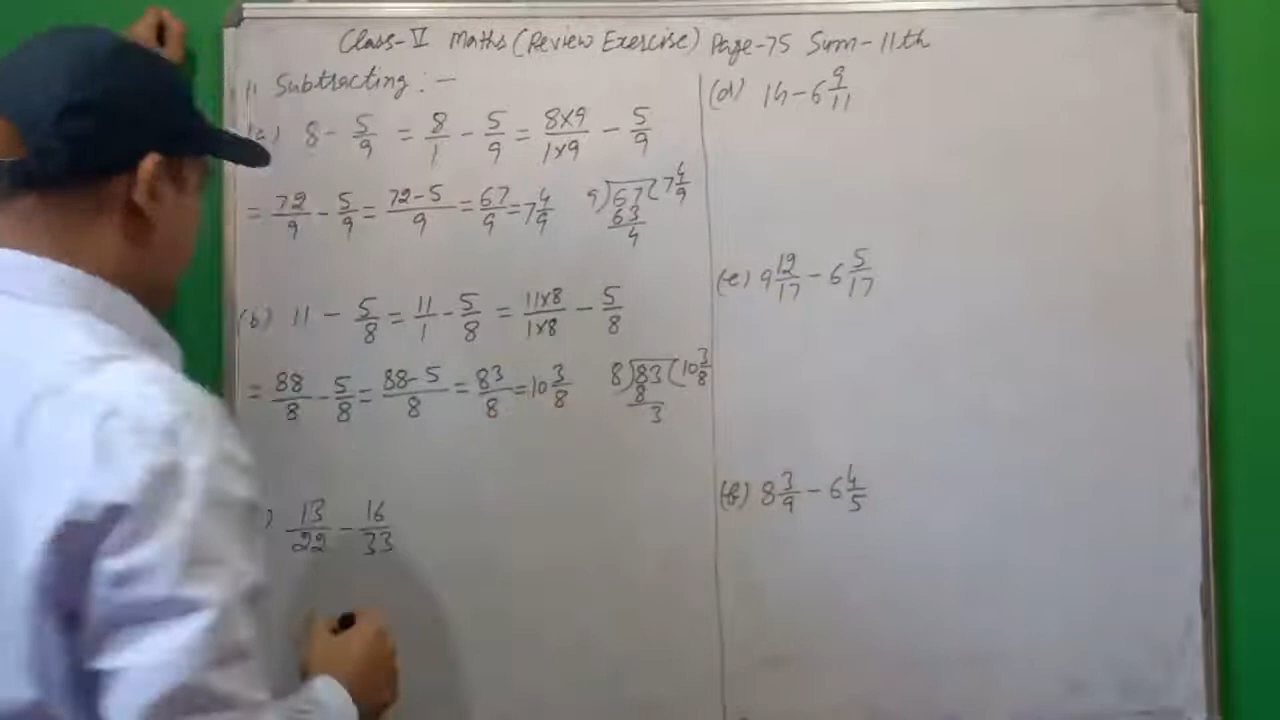 Class-V Maths (Review Exercise) Page-75 Sum-11th
11 Subtracting :-
(a) 8 - 5/9 = 8/1 - 5/9 = 8×9/1×9 - 5/9
= 72/9 - 5/9 = 72-5/9 = 67/9 = 7 4/9
9)67(7 4/9
63
4
(b) 11 - 5/8 = 11/1 - 5/8 = 11×8/1×8 - 5/8
= 88/8 - 5/8 = 88-5/8 = 83/8 = 10 3/8
8)83(10 3/8
8
3
) 13/22 - 16/33
(d) 14 - 6 9/11
(e) 9 12/17 - 6 5/17
(f) 8 3/9 - 6 4/5